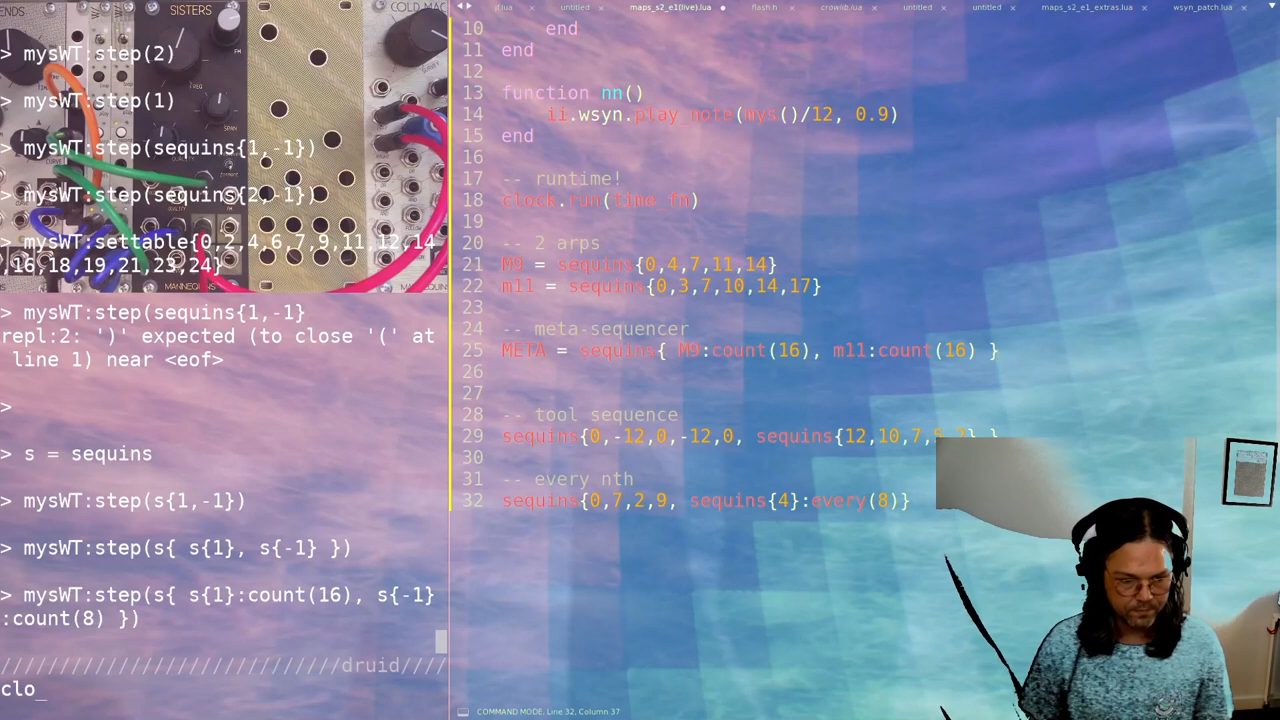 SISTERS
COLD MAC
> mysWT:step(2)
> mysWT:step(1)
> mysWT:step(sequins{1,-1})
> mysWT:step(sequins{2,-1})
> mysWT:settable{0,2,4,6,7,9,11,12,14
,16,18,19,21,23,24}
> mysWT:step(sequins{1,-1}
repl:2: ')' expected (to close '(' at
line 1) near <eof>
>
> s = sequins
> mysWT:step(s{1,-1})
> mysWT:step(s{ s{1}, s{-1} })
> mysWT:step(s{ s{1}:count(16), s{-1}
:count(8) })
///////////////////////////druid////
clo_
untitled
maps_s2_e1(live).lua
flash.h
crowlib.lua
untitled
untitled
maps_s2_e1_extras.lua
wsyn_patch.lua
10 end
11 end
12
13 function nn()
14 ii.wsyn.play_note(mys()/12, 0.9)
15 end
16
17 -- runtime!
18 clock.run(time_fn)
19
20 -- 2 arps
21 M9 = sequins{0,4,7,11,14}
22 m11 = sequins{0,3,7,10,14,17}
23
24 -- meta-sequencer
25 META = sequins{ M9:count(16), m11:count(16) }
26
27
28 -- tool sequence
29 sequins{0,-12,0,-12,0, sequins{12,10,7,
30
31 -- every nth
32 sequins{0,7,2,9, sequins{4}:every(8)}
COMMAND MODE, Line 32, Column 37